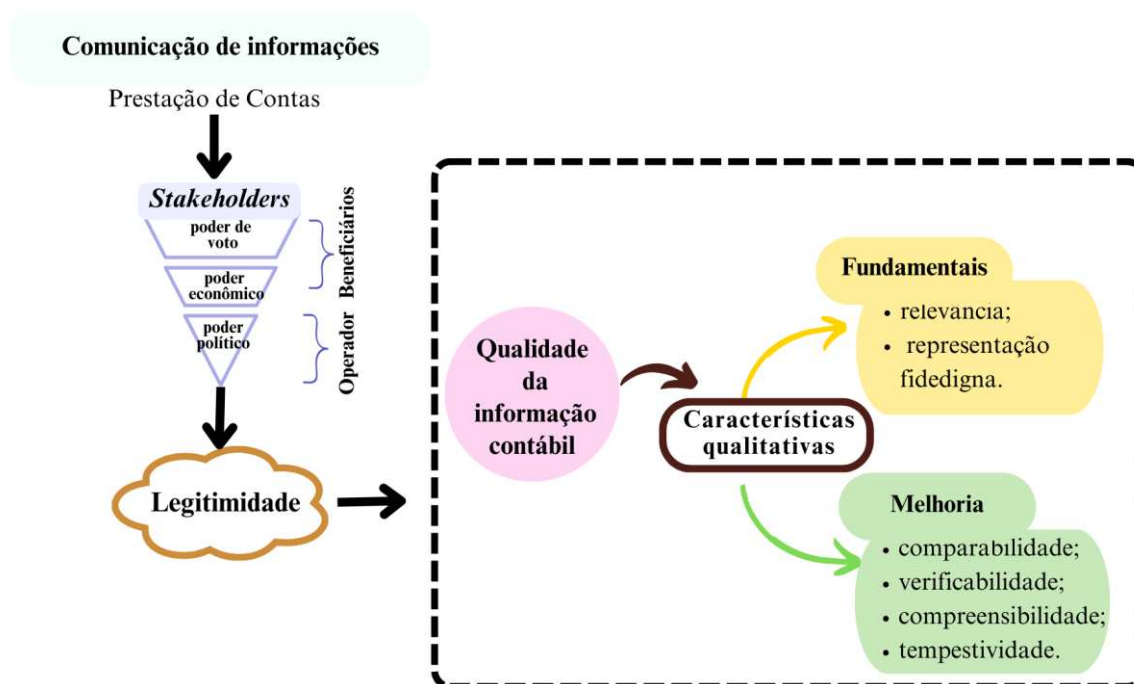 Comunicação de informações
Prestação de Contas
Stakeholders
poder de
voto
poder
econômico
poder
político
Beneficiários
Operador
Legitimidade
Qualidade
da
informação
contábil
Características
qualitativas
Fundamentais
• relevancia;
• representação
fidedigna.
Melhoria
• comparabilidade;
• verificabilidade;
• compreensibilidade;
• tempestividade.